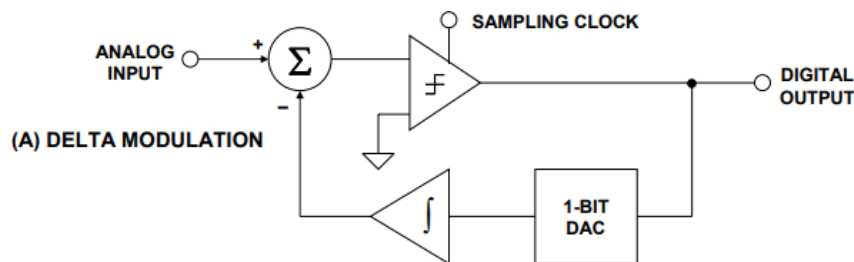 SAMPLING CLOCK
ANALOG
INPUT
+
Σ
−
DIGITAL
OUTPUT
(A) DELTA MODULATION
∫
1-BIT
DAC